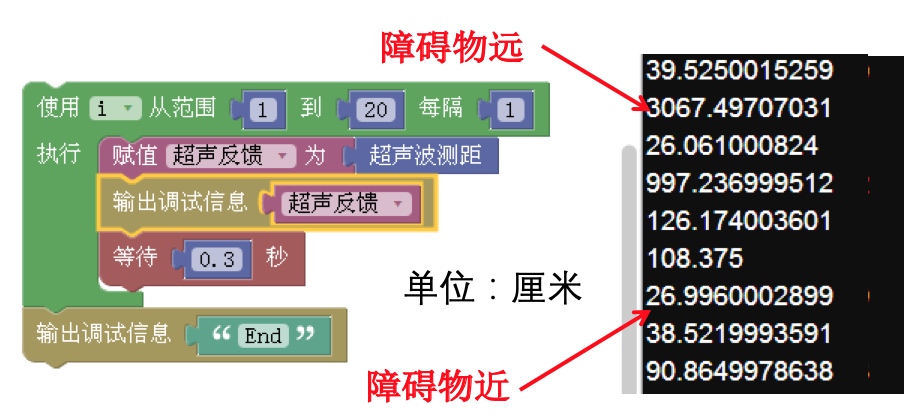 障碍物远
使用 i 从范围 1 到 20 每隔 1
执行 赋值 超声反馈 为 超声波测距
输出调试信息 超声反馈
等待 0.3 秒
输出调试信息 “ End ”
单位：厘米
障碍物近
39.5250015259
3067.49707031
26.061000824
997.236999512
126.174003601
108.375
26.9960002899
38.5219993591
90.8649978638